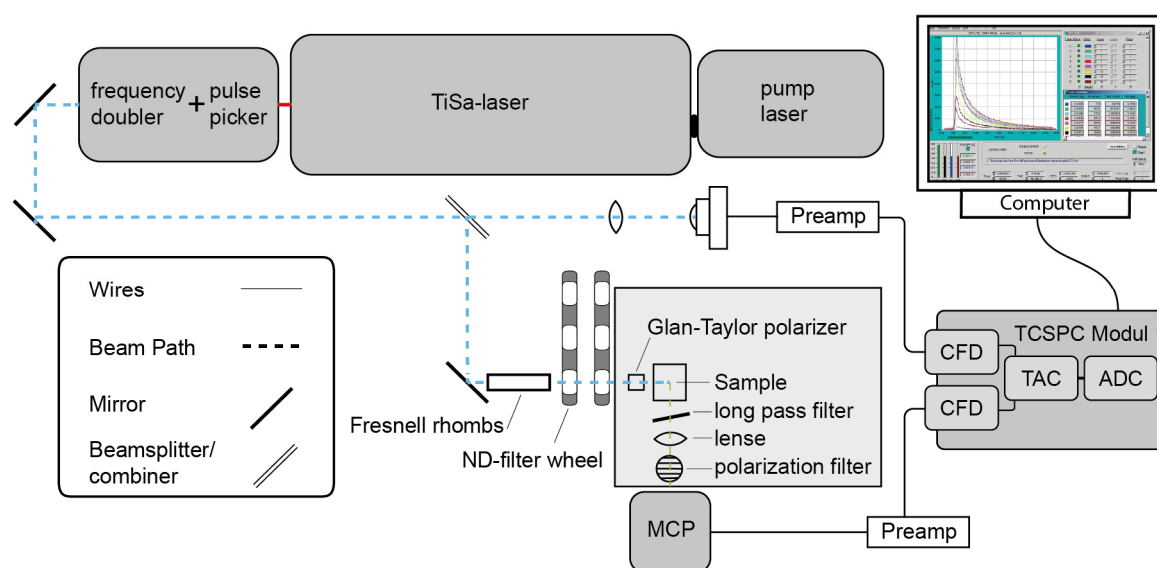 frequency
doubler
+
pulse
picker
TiSa-laser
pump
laser
Preamp
Computer
Wires
Beam Path
Mirror
Beamsplitter/
combiner
Fresnell rhombs
ND-filter wheel
Glan-Taylor polarizer
Sample
long pass filter
lense
polarization filter
MCP
Preamp
TCSPC Modul
CFD
CFD
TAC
ADC